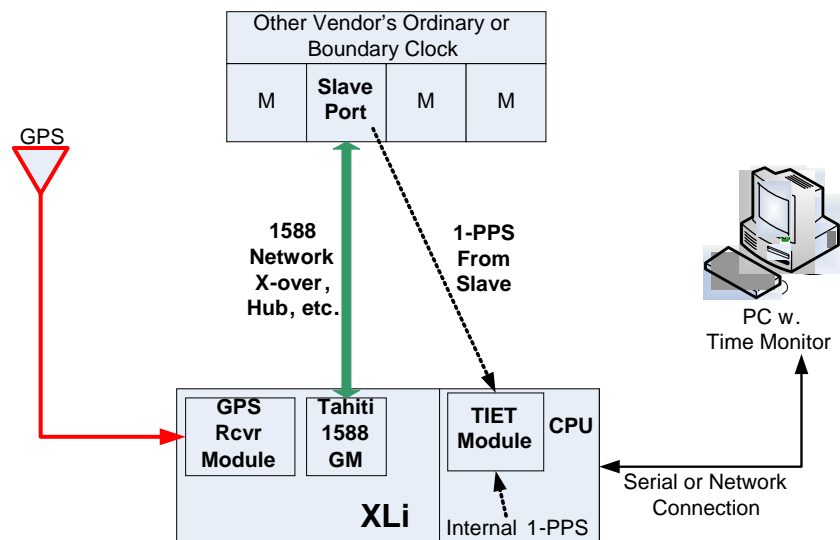 Other Vendor's Ordinary or
Boundary Clock
M
Slave
Port
M
M
GPS
1588
Network
X-over,
Hub, etc.
1-PPS
From
Slave
PC w.
Time Monitor
GPS
Rcvr
Module
Tahiti
1588
GM
TIET
Module
CPU
XLi
Internal 1-PPS
Serial or Network
Connection